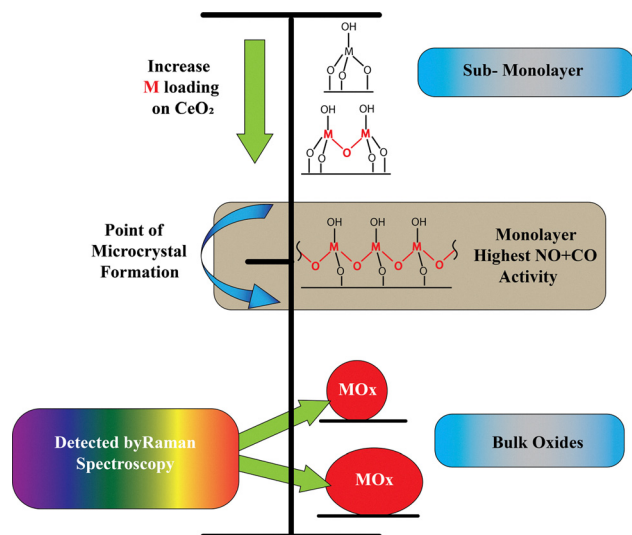 Increase
M loading
on CeO₂
OH
M
O O O
Sub- Monolayer
OH OH
M M
O O O O O
Point of
Microcrystal
Formation
OH OH OH
M M M
O O O O
O O O
Monolayer
Highest NO+CO
Activity
Detected byRaman
Spectroscopy
MOx
MOx
Bulk Oxides